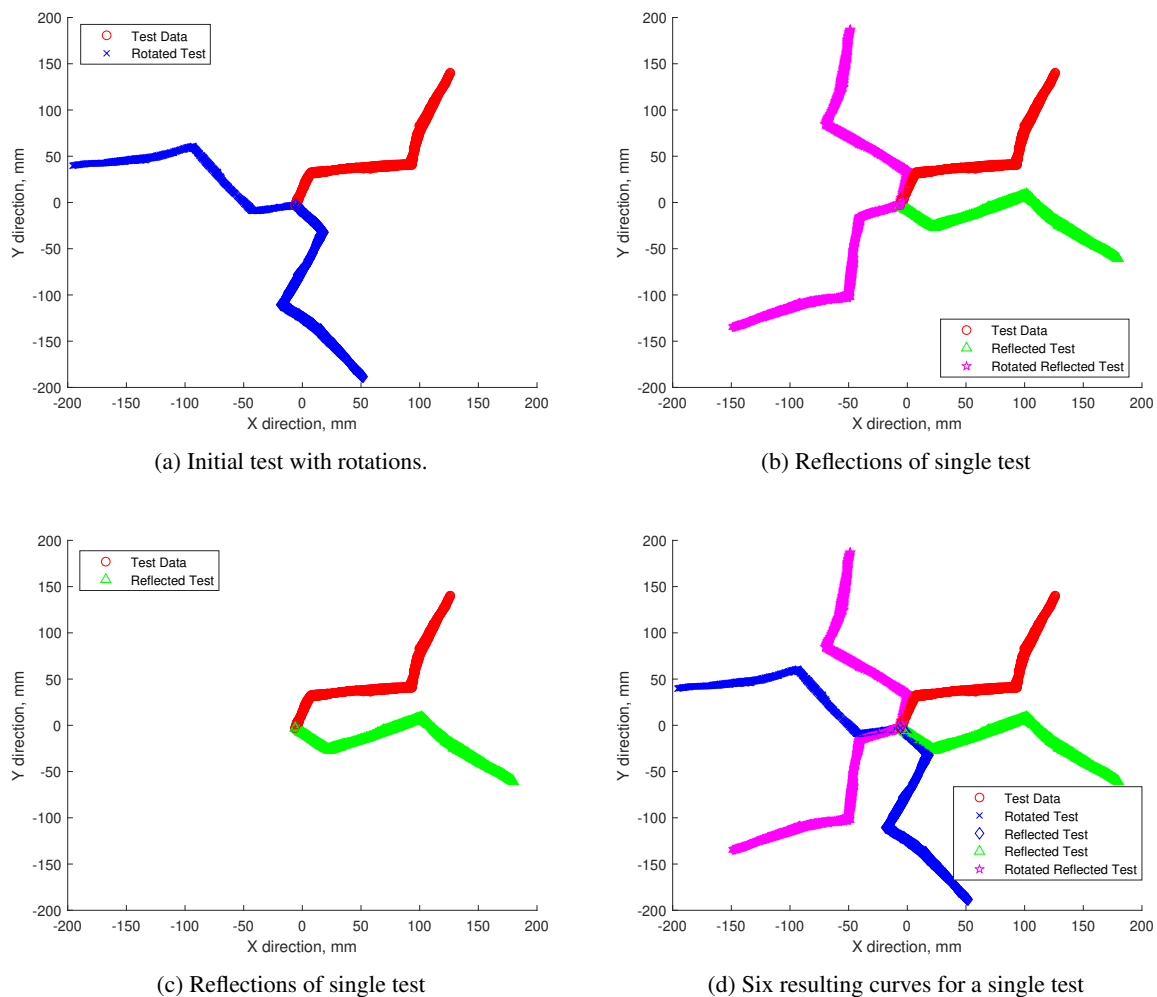 200
150
100
50
0
-50
-100
-150
-200
Y direction, mm
-200 -150 -100 -50 0 50 100 150 200
X direction, mm
Test Data
Rotated Test
(a) Initial test with rotations.
200
150
100
50
0
-50
-100
-150
-200
Y direction, mm
-200 -150 -100 -50 0 50 100 150 200
X direction, mm
Test Data
Reflected Test
Rotated Reflected Test
(b) Reflections of single test
200
150
100
50
0
-50
-100
-150
-200
Y direction, mm
-200 -150 -100 -50 0 50 100 150 200
X direction, mm
Test Data
Reflected Test
(c) Reflections of single test
200
150
100
50
0
-50
-100
-150
-200
Y direction, mm
-200 -150 -100 -50 0 50 100 150 200
X direction, mm
Test Data
Rotated Test
Reflected Test
Reflected Test
Rotated Reflected Test
(d) Six resulting curves for a single test